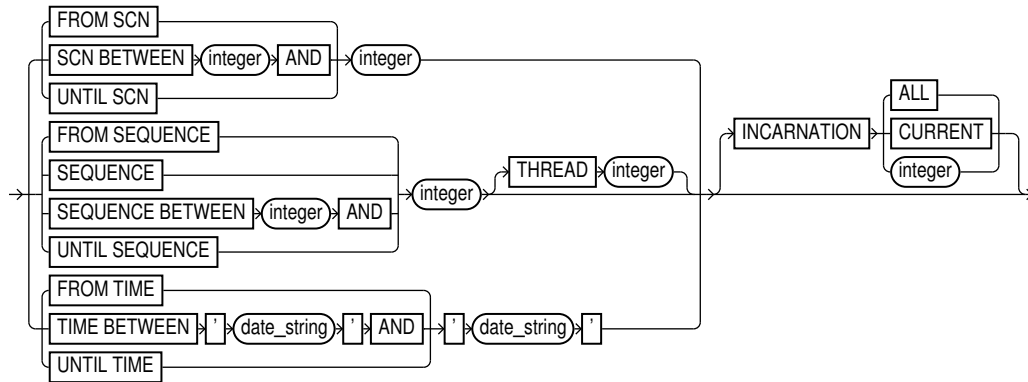 FROM SCN
SCN BETWEEN integer AND integer
UNTIL SCN
FROM SEQUENCE
SEQUENCE
SEQUENCE BETWEEN integer AND
UNTIL SEQUENCE
integer
THREAD integer
FROM TIME
TIME BETWEEN ' date_string ' AND ' date_string '
UNTIL TIME
INCARNATION
ALL
CURRENT
integer